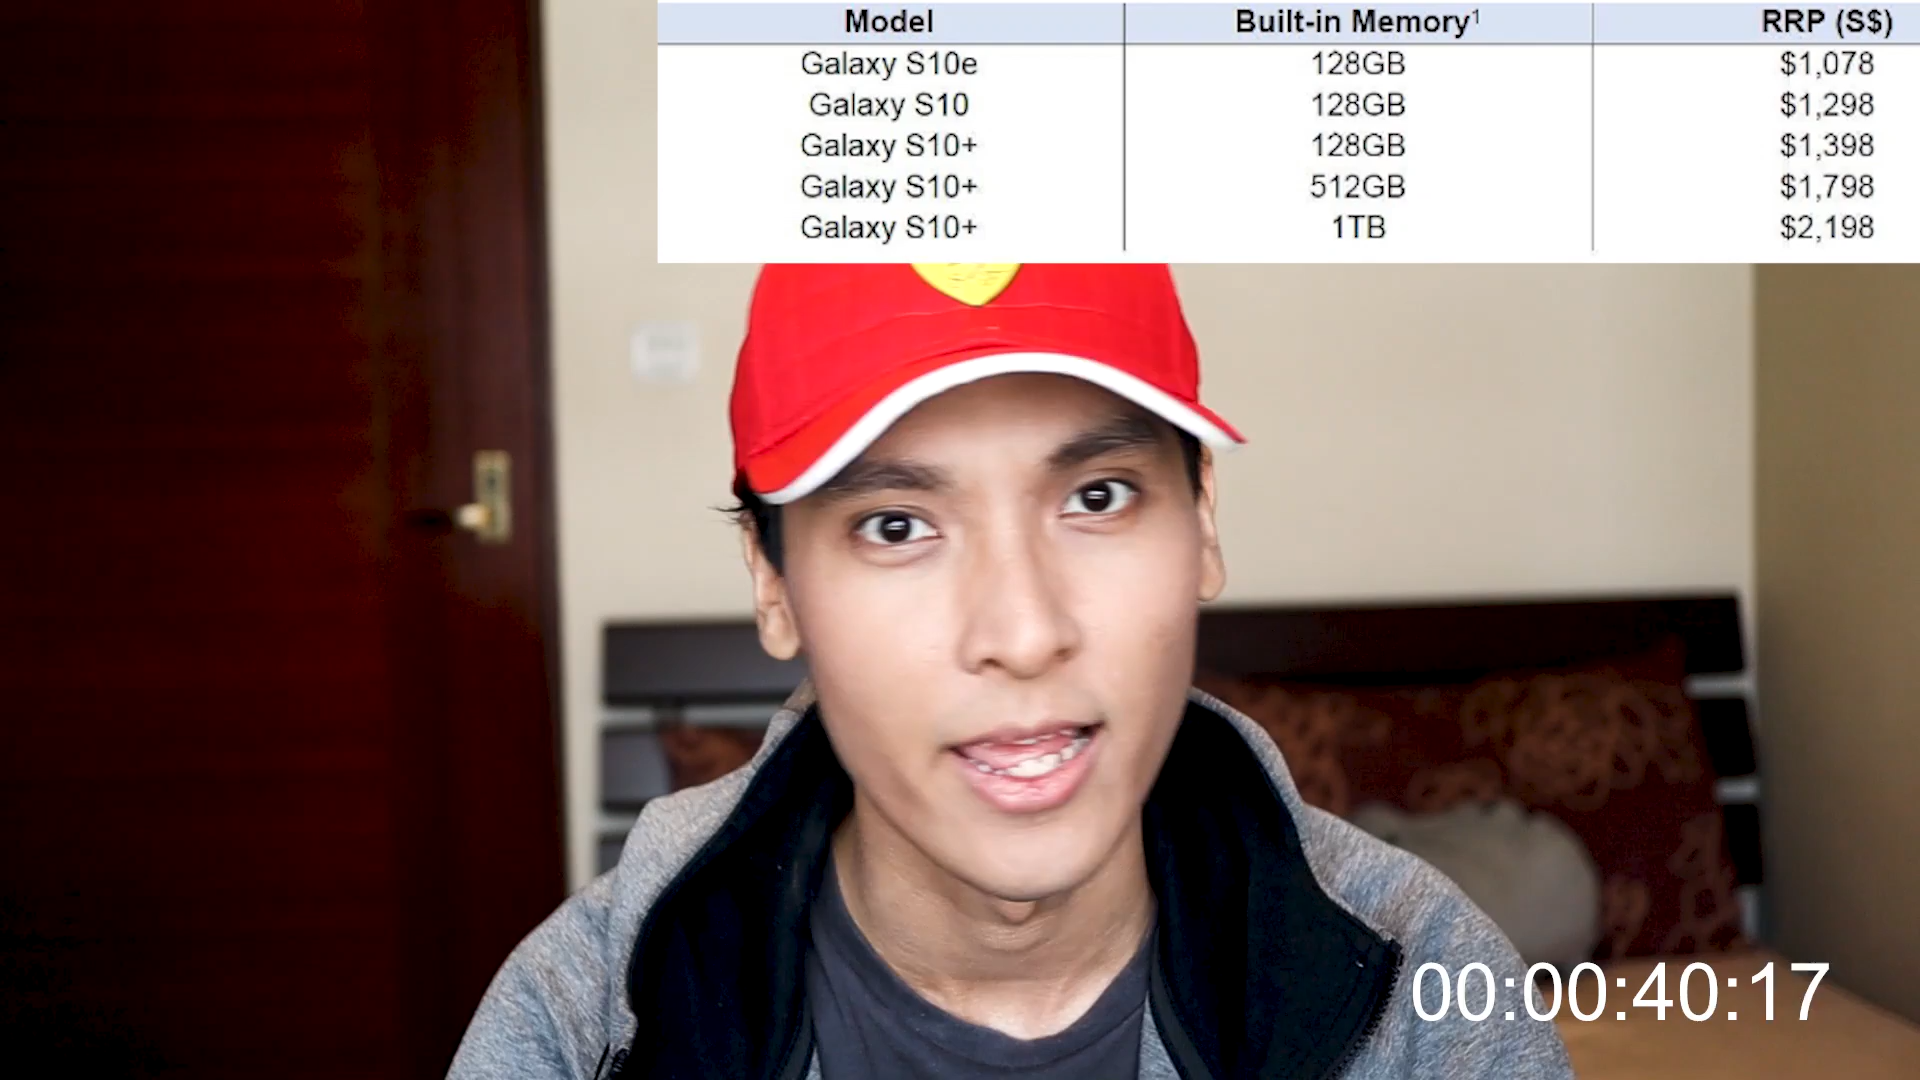 Model Built-in Memory¹ RRP (S$)
Galaxy S10e 128GB $1,078
Galaxy S10 128GB $1,298
Galaxy S10+ 128GB $1,398
Galaxy S10+ 512GB $1,798
Galaxy S10+ 1TB $2,198
00:00:40:17